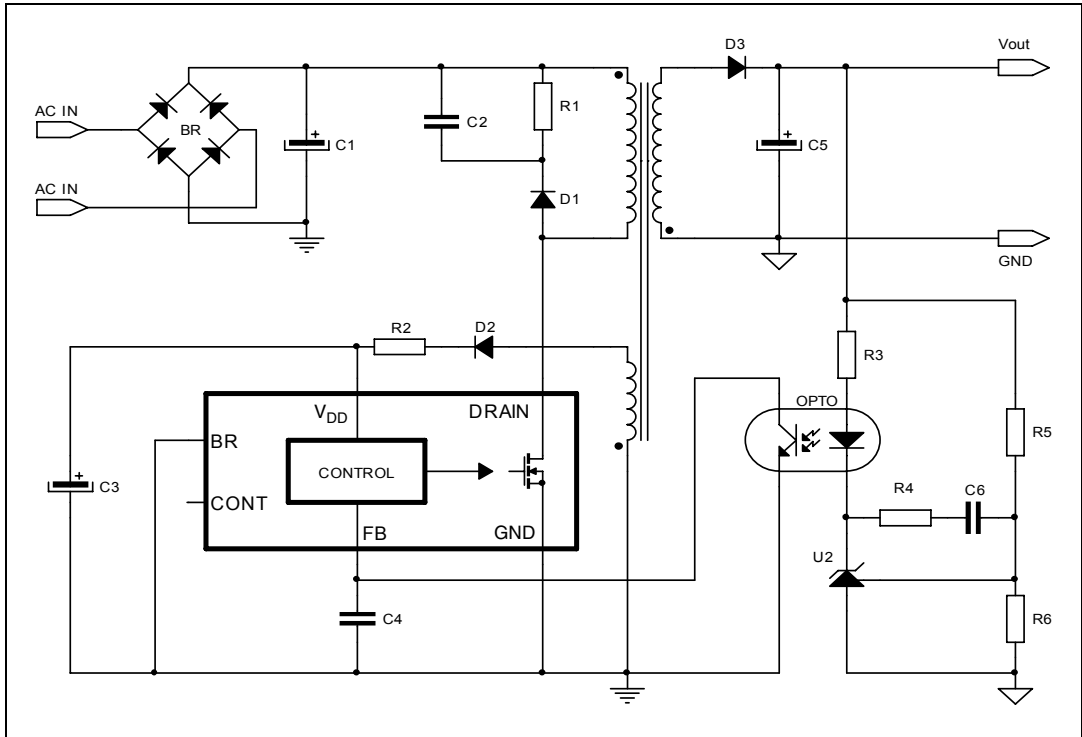 D3
Vout
AC IN
BR
C1
C2
R1
C5
D1
AC IN
GND
R2
D2
R3
OPTO
VDD
DRAIN
BR
R5
CONTROL
C3
CONT
R4
C6
FB
GND
U2
C4
R6
+
+
+